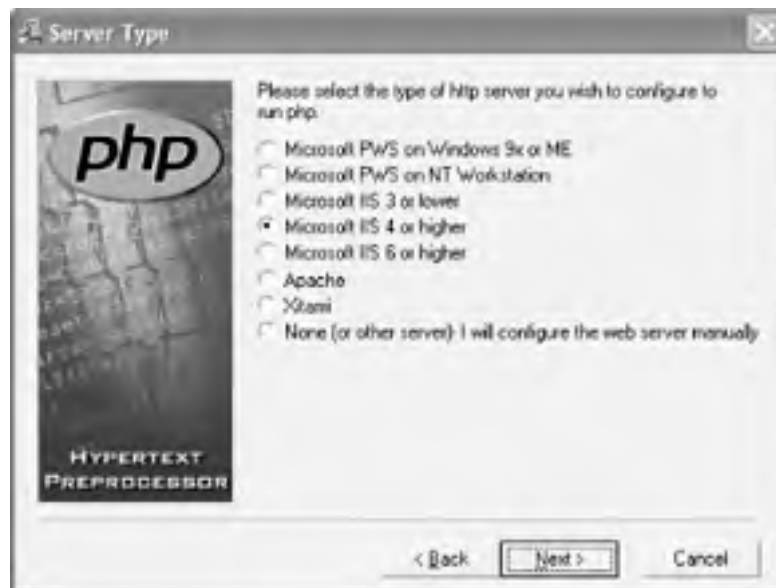 Server Type
Please select the type of http server you wish to configure to
run php.
Microsoft PWS on Windows 9x or ME
Microsoft PWS on NT Workstation
Microsoft IIS 3 or lower
Microsoft IIS 4 or higher
Microsoft IIS 6 or higher
Apache
Xitami
None (or other server): I will configure the web server manually
php
HYPERTEXT
PREPROCESSOR
< Back
Next >
Cancel